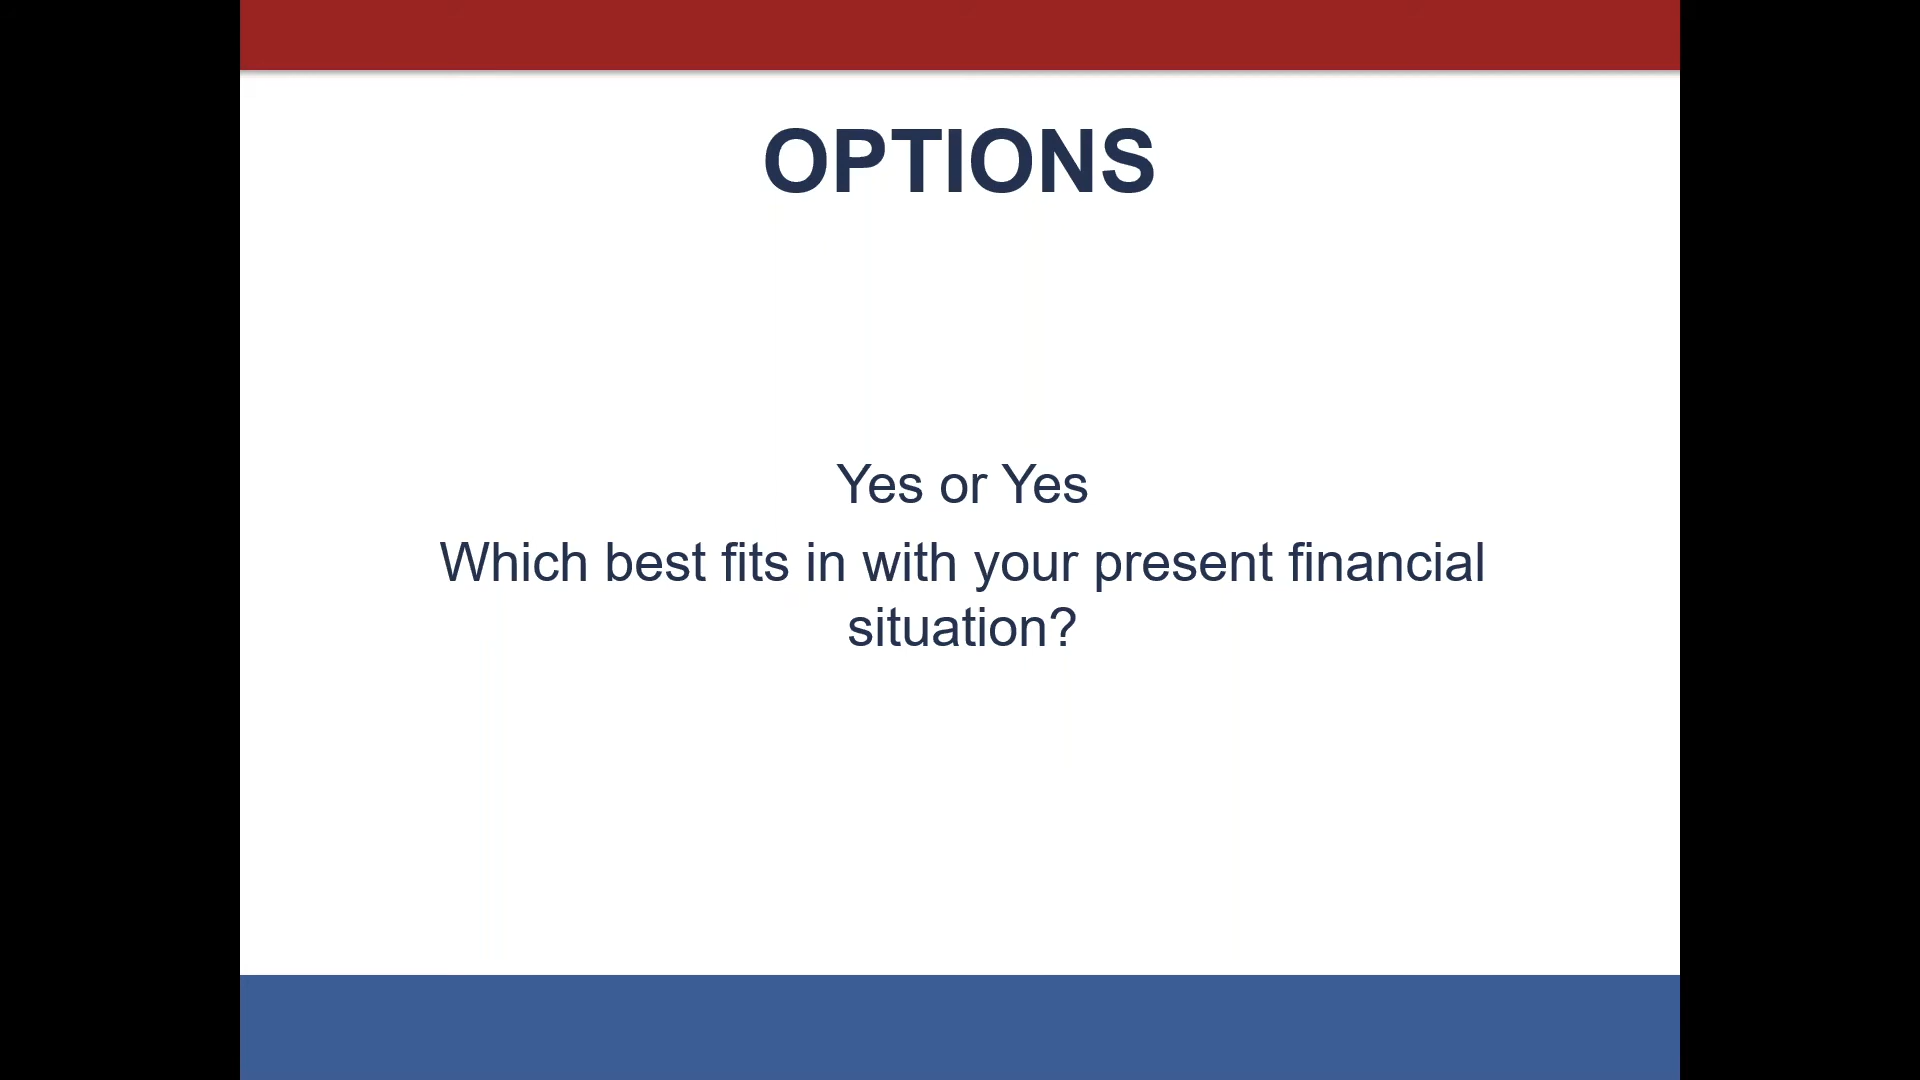 OPTIONS
Yes or Yes
Which best fits in with your present financial
situation?